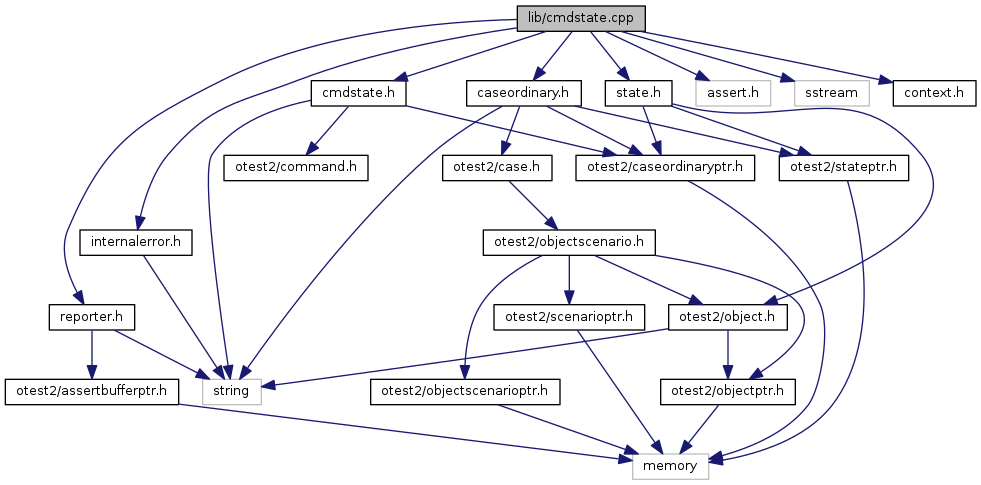 lib/cmdstate.cpp
cmdstate.h
caseordinary.h
state.h
assert.h
sstream
context.h
otest2/command.h
otest2/case.h
otest2/caseordinaryptr.h
otest2/stateptr.h
internalerror.h
otest2/objectscenario.h
reporter.h
otest2/scenarioptr.h
otest2/object.h
otest2/assertbufferptr.h
string
otest2/objectscenarioptr.h
otest2/objectptr.h
memory